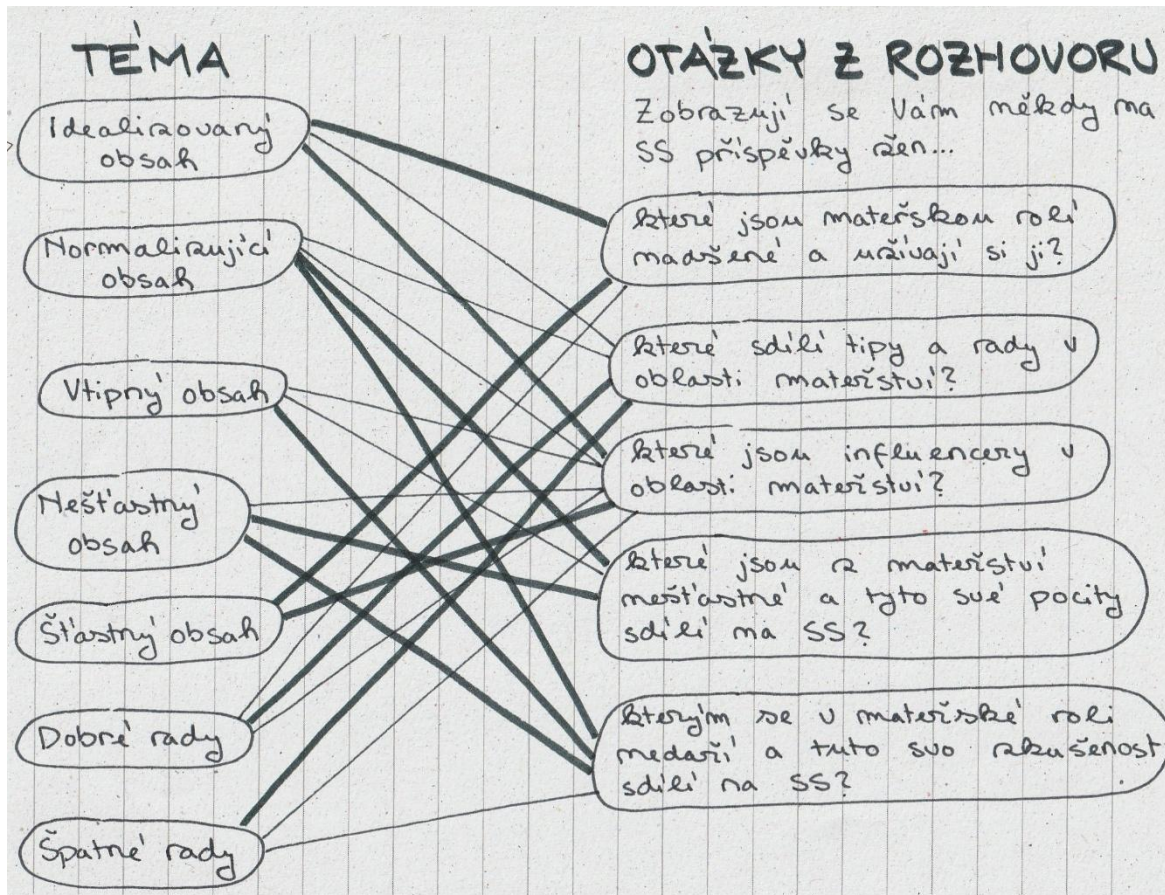 TÉMA
Idealizovaný
obsah
Normalizující
obsah
Vtipný obsah
Nešťastný
obsah
Šťastný obsah
Dobré rady
Špatné rady
OTÁZKY Z ROZHOVORU
Zobrazují se Vám někdy na
SS příspěvky žen...
které jsou mateřskou rolí
nadšené a užívají si ji?
které sdílí tipy a rady v
oblasti mateřství?
které jsou influencery v
oblasti mateřství?
které jsou z mateřství
nešťastné a tyto své pocity
sdílí na SS?
kterým se v mateřské roli
nedaří a tuto svo zkušenost
sdílí na SS?